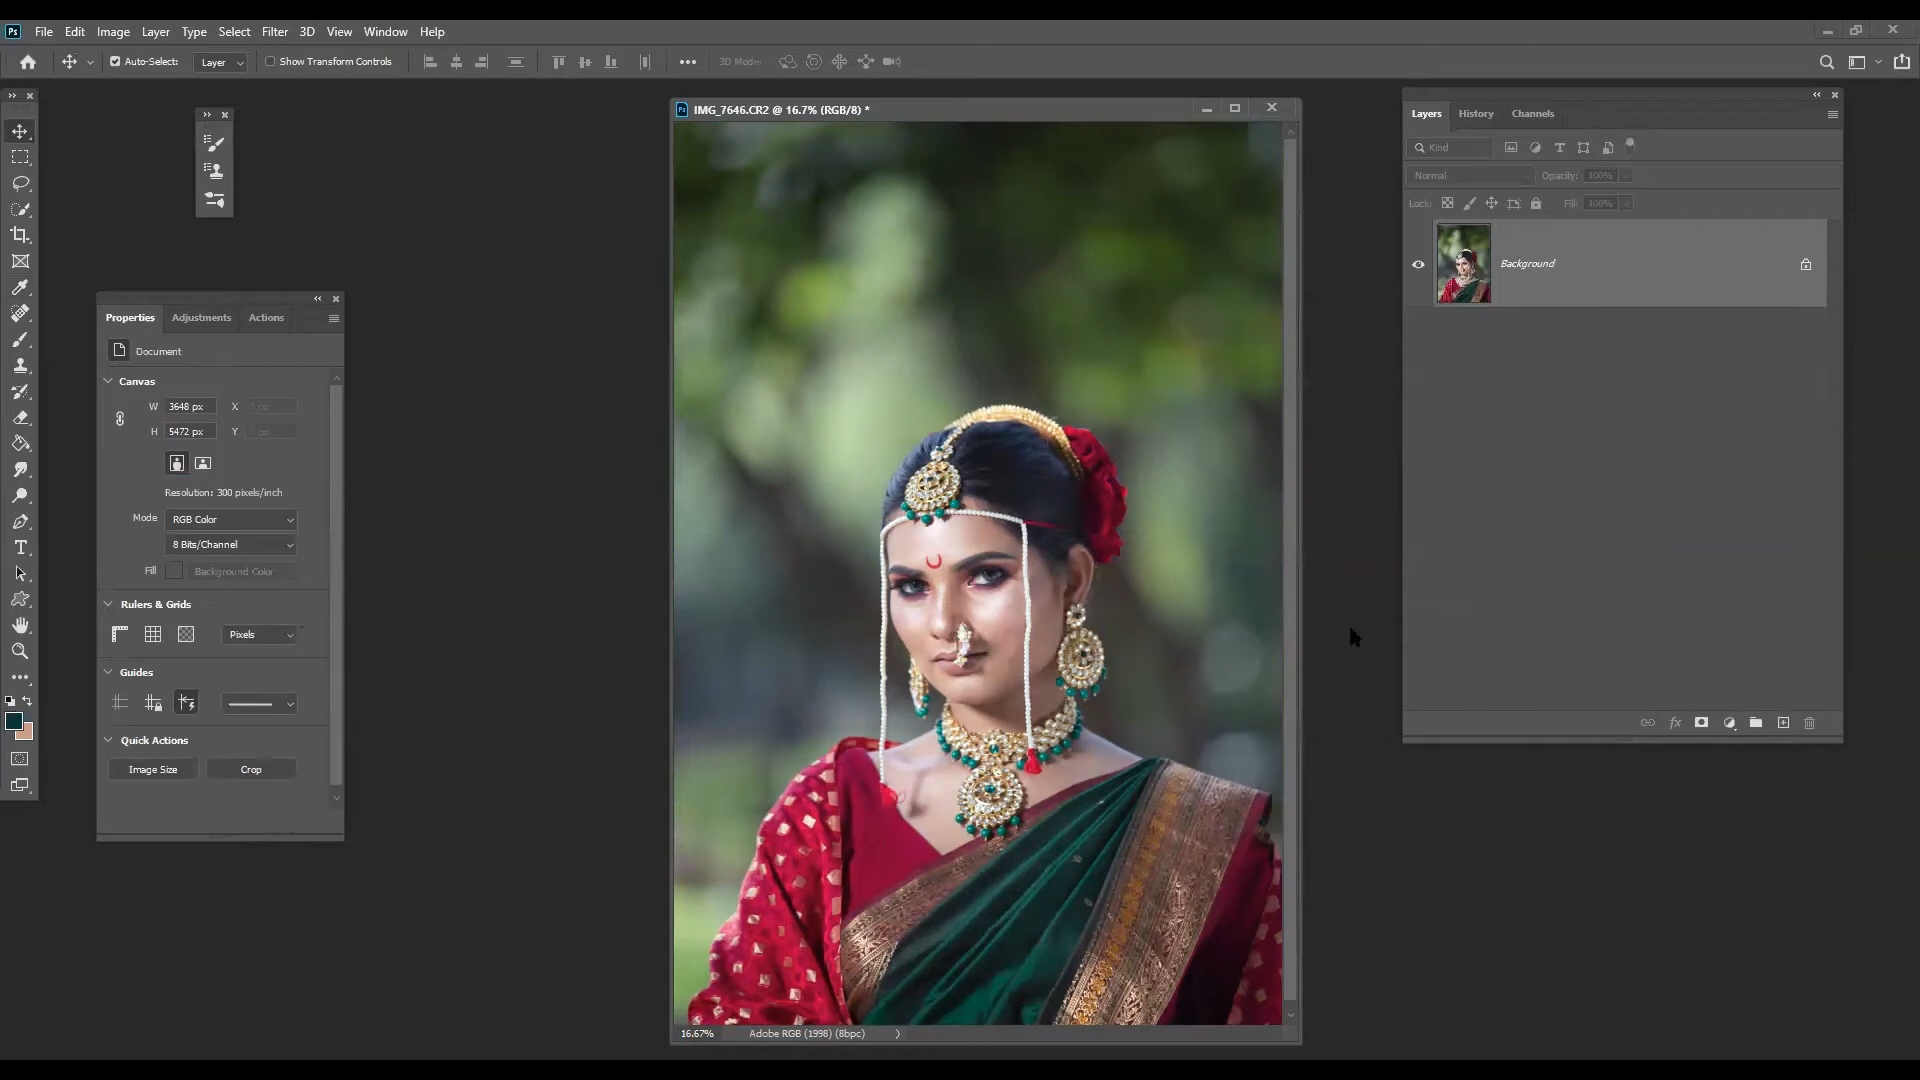 Ps File Edit Image Layer Type Select Filter 3D View Window Help
Auto-Select: Layer Show Transform Controls 3D Mode:
IMG_7646.CR2 @ 16.7% (RGB/8) *
Layers History Channels
Kind
Normal Opacity: 100%
Lock: Fill: 100%
Background
Properties Adjustments Actions
Document
Canvas
W 3648 px X
H 5472 px Y
Resolution: 300 pixels/inch
Mode RGB Color
8 Bits/Channel
Fill Background Color
Rulers & Grids
Pixels
Guides
Quick Actions
Image Size Crop
16.67% Adobe RGB (1998) (8bpc)